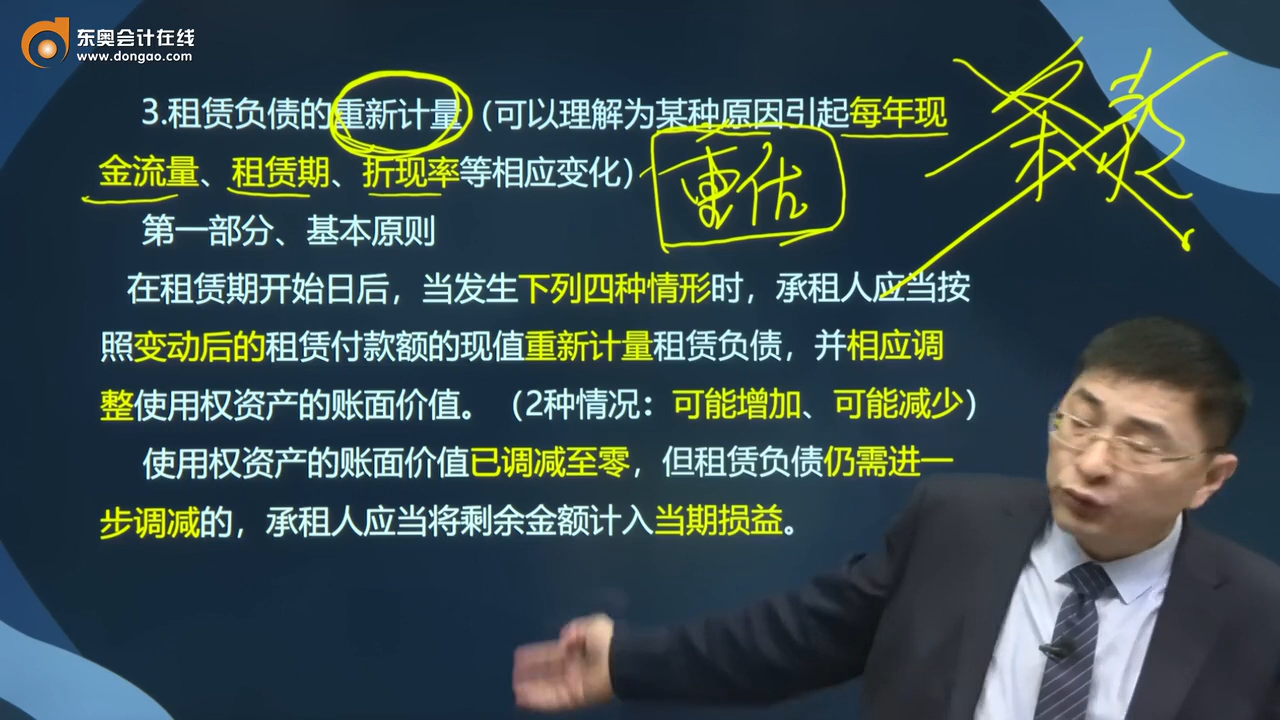 东奥会计在线
www.dongao.com
3.租赁负债的重新计量（可以理解为某种原因引起每年现
金流量、租赁期、折现率等相应变化）
重估
第一部分、基本原则
在租赁期开始日后，当发生下列四种情形时，承租人应当按
照变动后的租赁付款额的现值重新计量租赁负债，并相应调
整使用权资产的账面价值。（2种情况：可能增加、可能减少）
使用权资产的账面价值已调减至零，但租赁负债仍需进一
步调减的，承租人应当将剩余金额计入当期损益。